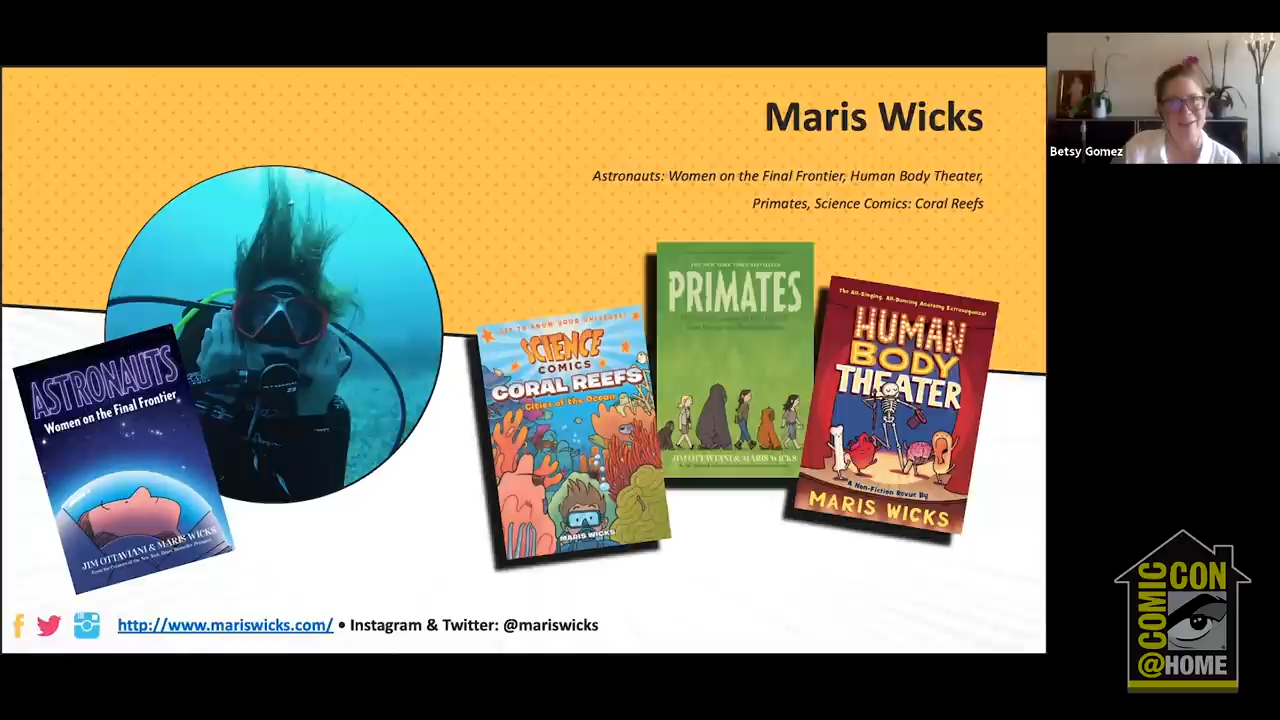 Maris Wicks
Astronauts: Women on the Final Frontier, Human Body Theater,
Primates, Science Comics: Coral Reefs
Betsy Gomez
ASTRONAUTS
Women on the Final Frontier
JIM OTTAVIANI & MARIS WICKS
GET TO KNOW YOUR UNIVERSE!
SCIENCE
COMICS
CORAL REEFS
Cities of the Ocean
MARIS WICKS
PRIMATES
JIM OTTAVIANI & MARIS WICKS
The All-Singing, All-Dancing Anatomy Extravaganza!
HUMAN
BODY
THEATER
A Non-Fiction Revue By
MARIS WICKS
http://www.mariswicks.com/ • Instagram & Twitter: @mariswicks
COMIC
CON
@HOME